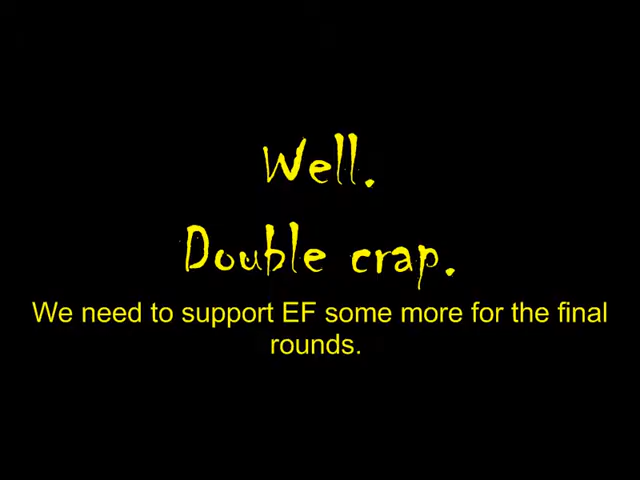 Well.
Double crap.
We need to support EF some more for the final
rounds.